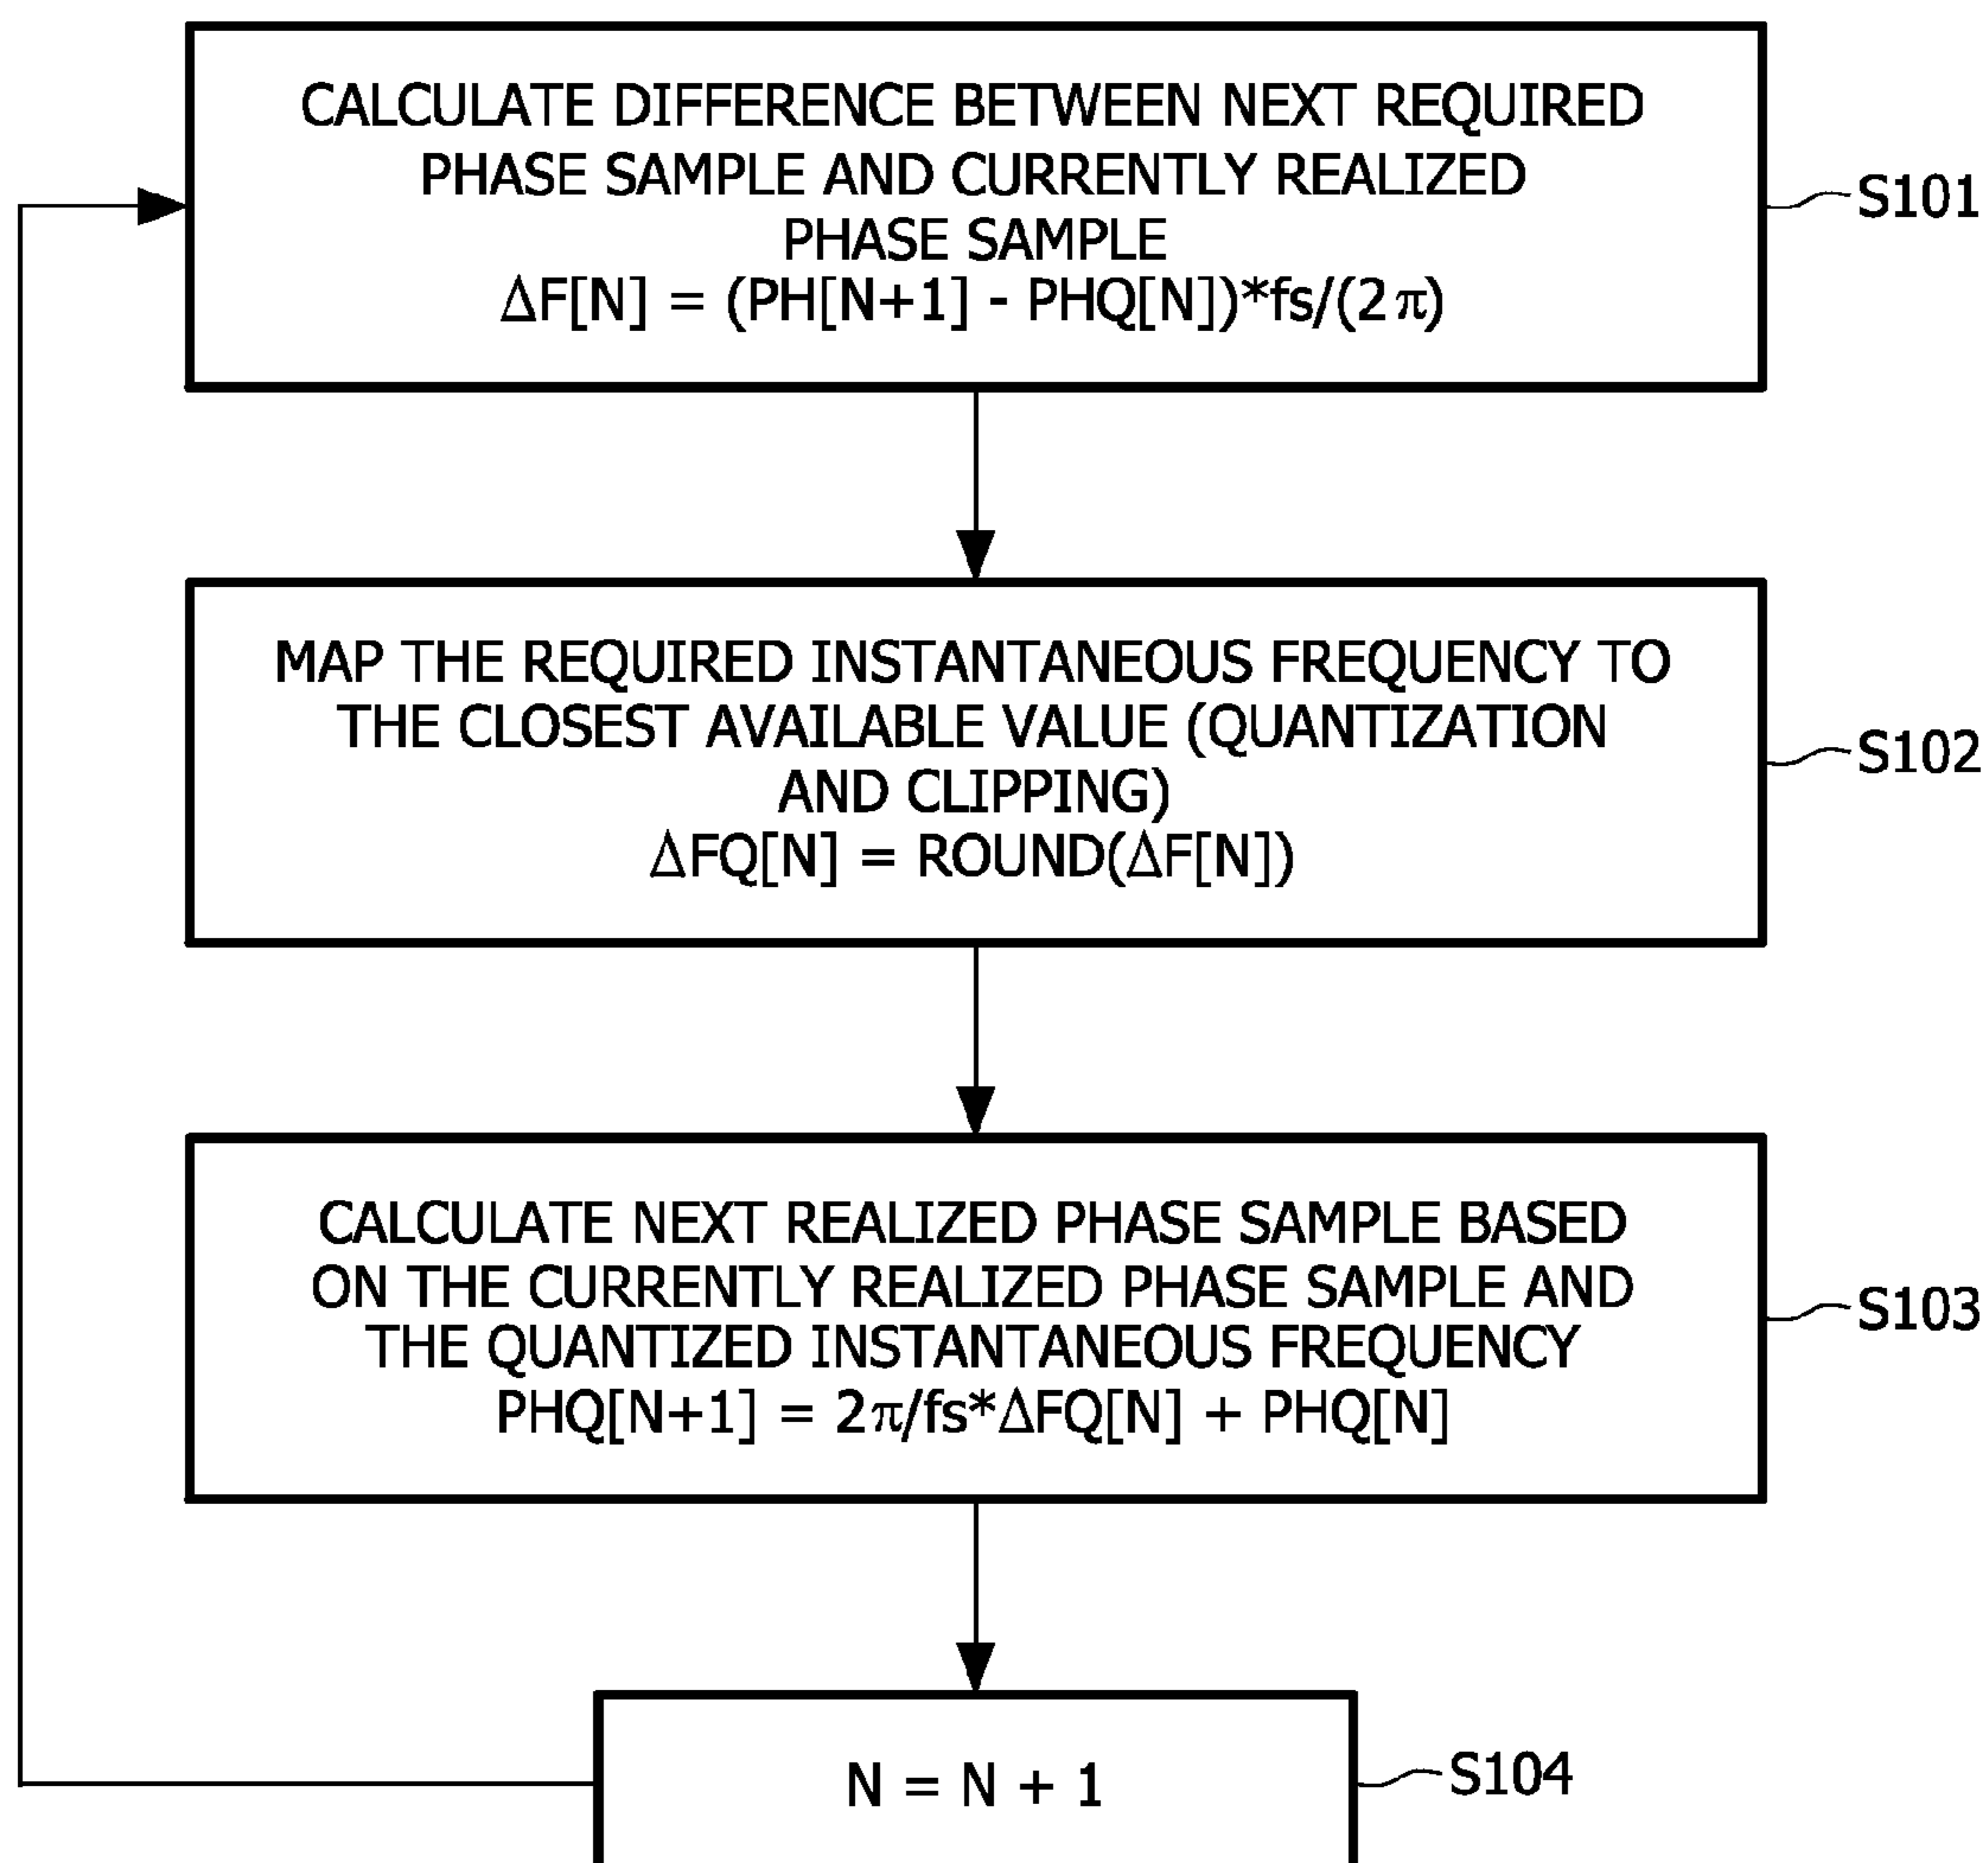 CALCULATE DIFFERENCE BETWEEN NEXT REQUIRED
PHASE SAMPLE AND CURRENTLY REALIZED
PHASE SAMPLE
ΔF[N] = (PH[N+1] - PHQ[N])*fs/(2π)
S101
MAP THE REQUIRED INSTANTANEOUS FREQUENCY TO
THE CLOSEST AVAILABLE VALUE (QUANTIZATION
AND CLIPPING)
ΔFQ[N] = ROUND(ΔF[N])
S102
CALCULATE NEXT REALIZED PHASE SAMPLE BASED
ON THE CURRENTLY REALIZED PHASE SAMPLE AND
THE QUANTIZED INSTANTANEOUS FREQUENCY
PHQ[N+1] = 2π/fs*ΔFQ[N] + PHQ[N]
S103
N = N + 1
S104